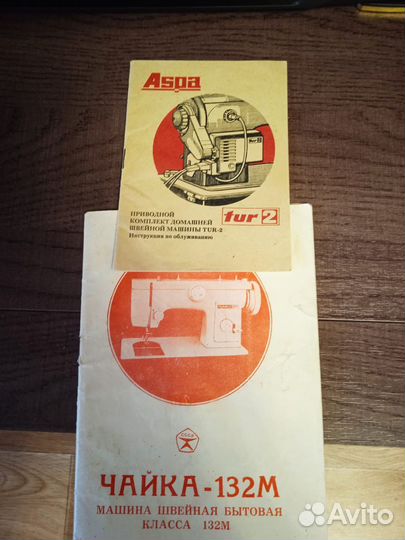 Aspa
ПРИВОДНОЙ
КОМПЛЕКТ ДОМАШНЕЙ
ШВЕЙНОЙ МАШИНЫ TUR-2
Инструкция по обслуживанию
tur 2
СССР
ЧАЙКА-132М
МАШИНА ШВЕЙНАЯ БЫТОВАЯ
КЛАССА 132М
Avito